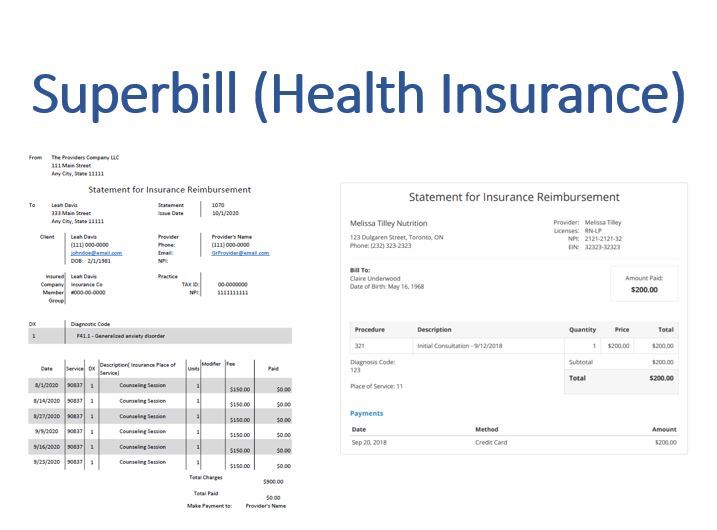 Superbill (Health Insurance)
From The Providers Company LLC
111 Main Street
Any City, State 11111
Statement for Insurance Reimbursement
To Leah Davis Statement 1070
333 Main Street Issue Date 10/1/2020
Any City, State 11111
Client Leah Davis Provider Provider's Name
(111) 000-0000 Phone: (111) 000-0000
johndoe@email.com Email: GrProvider@email.com
DOB: 2/1/1981 NPI:
Insured Leah Davis Practice
Company Insurance Co TAX ID: 00-0000000
Member #000-00-0000 NPI: 1111111111
Group
DX Diagnostic Code
1 F41.1 - Generalized anxiety disorder
Date Service DX Description( Insurance Place of Service) Units Modifier Fee Paid
8/1/2020 90837 1 Counseling Session 1 $150.00 $0.00
8/14/2020 90837 1 Counseling Session 1 $150.00 $0.00
8/27/2020 90837 1 Counseling Session 1 $150.00 $0.00
9/9/2020 90837 1 Counseling Session 1 $150.00 $0.00
9/16/2020 90837 1 Counseling Session 1 $150.00 $0.00
9/23/2020 90837 1 Counseling Session 1 $150.00 $0.00
Total Charges $900.00
Total Paid $0.00
Make Payment to: Provider's Name
Statement for Insurance Reimbursement
Melissa Tilley Nutrition Provider: Melissa Tilley
Licenses: RN-LP
123 Dulgaren Street, Toronto, ON NPI: 2121-2121-32
Phone: (232) 323-2323 EIN: 32323-32323
Bill To:
Claire Underwood Amount Paid:
Date of Birth: May 16, 1968 $200.00
Procedure Description Quantity Price Total
321 Initial Consultation - 9/12/2018 1 $200.00 $200.00
Diagnosis Code: Subtotal $200.00
123
Total $200.00
Place of Service: 11
Payments
Date Method Amount
Sep 20, 2018 Credit Card $200.00